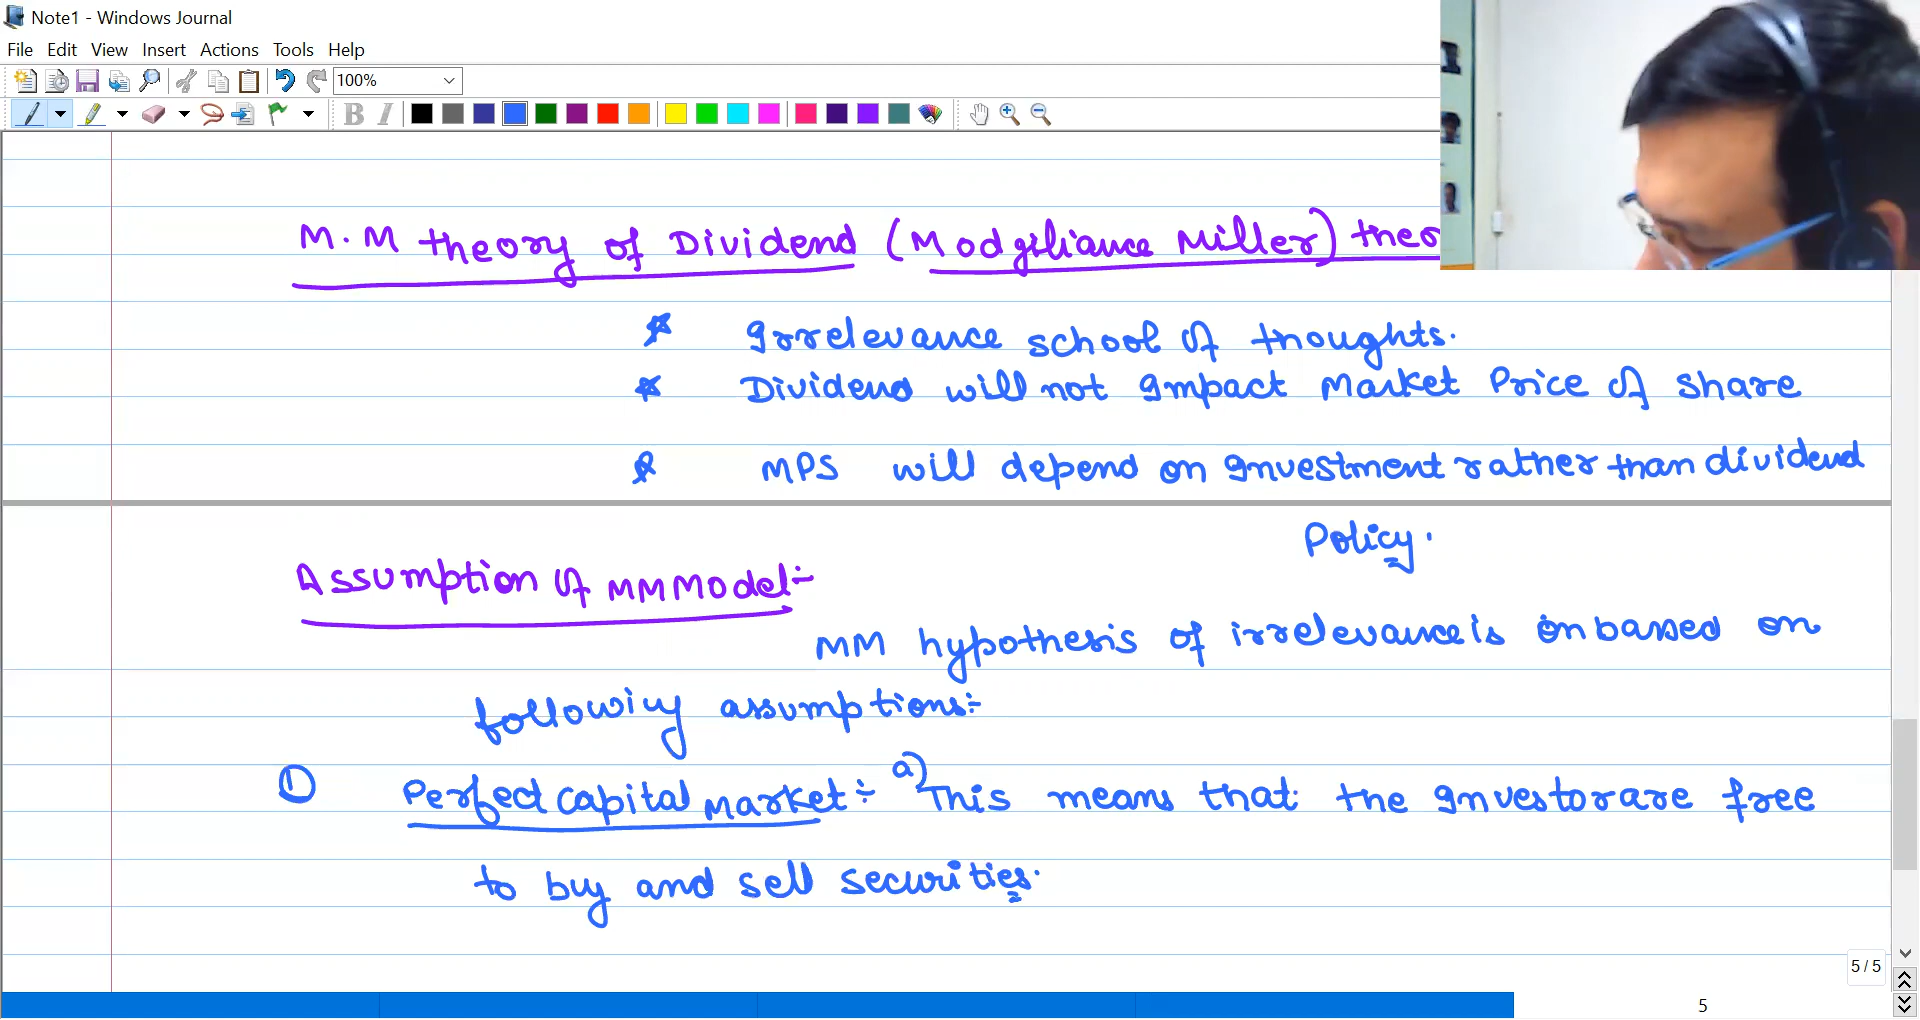 Note1 - Windows Journal
File Edit View Insert Actions Tools Help
100%
B I
M.M theory of Dividend (Modgiliance Miller) theo
Irrelevance school of thoughts.
Dividend will not Impact Market Price of share
MPS will depend on Investment rather than dividend
Policy.
Assumption of MM Model:-
MM hypothesis of irrelevance is on based on
following assumptions:-
1 Perfect capital Market:- a) This means that the Investor are free
to buy and sell securities.
5 / 5
5